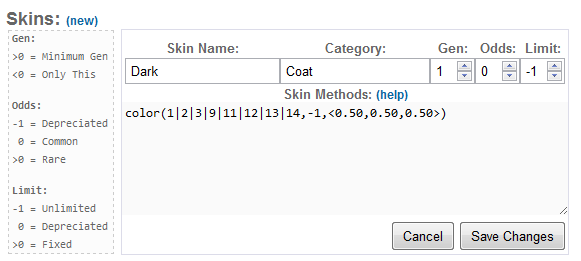 Skins: (new)
Gen:
>0 = Minimum Gen
<0 = Only This
Odds:
-1 = Depreciated
0 = Common
>0 = Rare
Limit:
-1 = Unlimited
0 = Depreciated
>0 = Fixed
Skin Name: Category: Gen: Odds: Limit:
Dark Coat 1 0 -1
Skin Methods: (help)
color(1|2|3|9|11|12|13|14,-1,<0.50,0.50,0.50>)
Cancel Save Changes